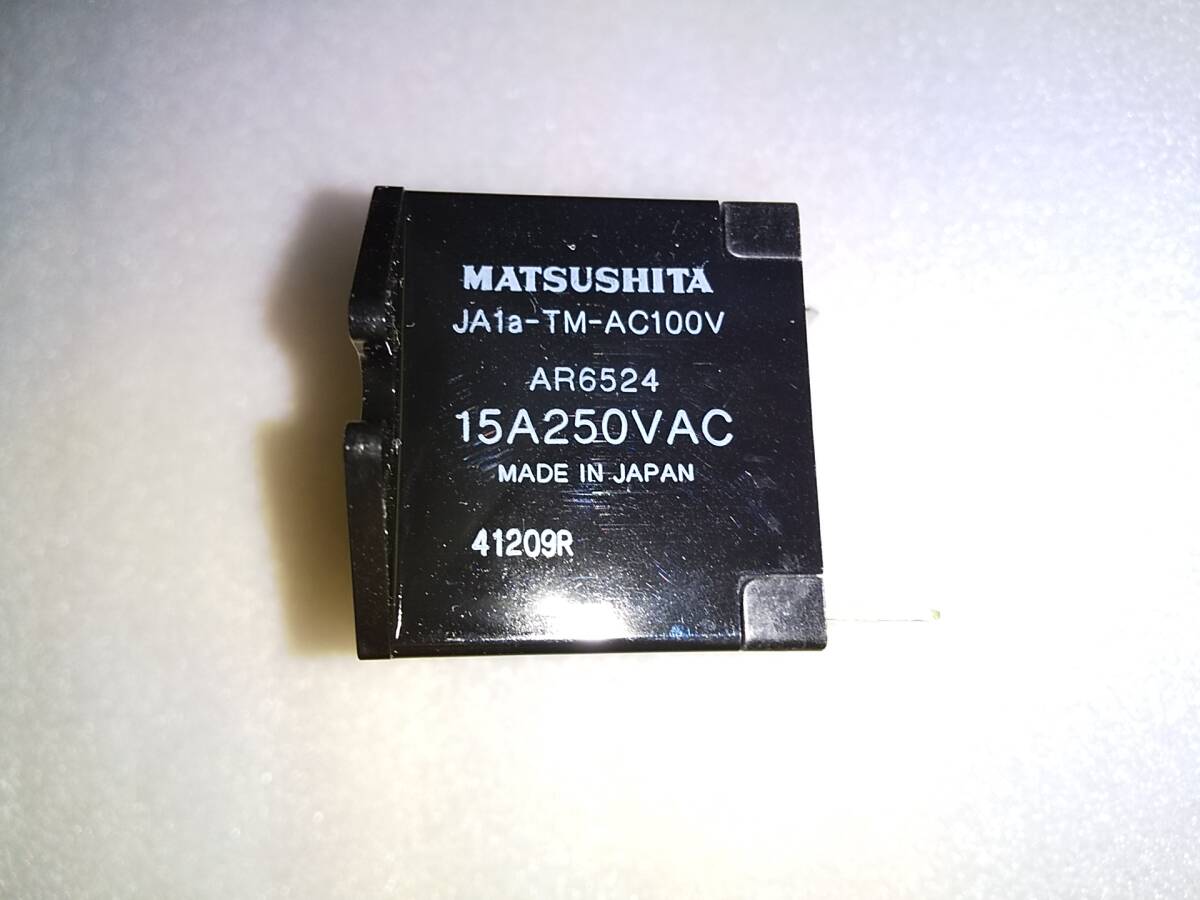 MATSUSHITA
JA1a-TM-AC100V
AR6524
15A250VAC
MADE IN JAPAN
41209R